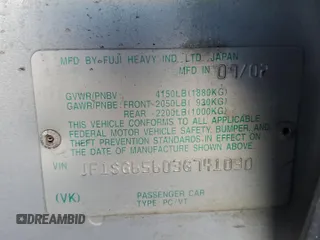 MFD BY-FUJI HEAVY IND. LTD. JAPAN
MFD IN 07/02
GVWR/PNBV 4150LB(1880KG)
GAWR/PNBE (FRONT-2050LB( 930KG)
REAR -2200LB(1000KG)
THIS VEHICLE CONFORMS TO ALL APPLICABLE
FEDERAL MOTOR VEHICLE SAFETY, BUMPER, AND
THEFT PREVENTION STANDARDS IN EFFECT ON
THE DATE OF MANUFACTURE SHOWN ABOVE.
VIN
(VK) PASSENGER CAR
TYPE PC/VT
DREAMBID